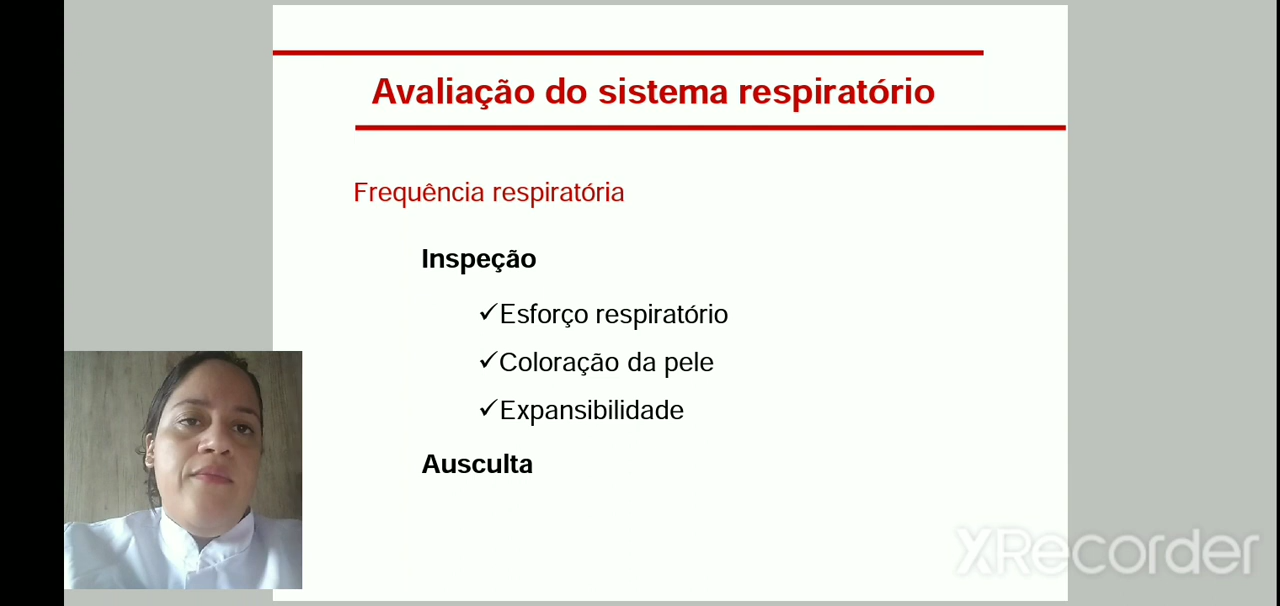 Avaliação do sistema respiratório
Frequência respiratória
Inspeção
✓Esforço respiratório
✓Coloração da pele
✓Expansibilidade
Ausculta
XRecorder